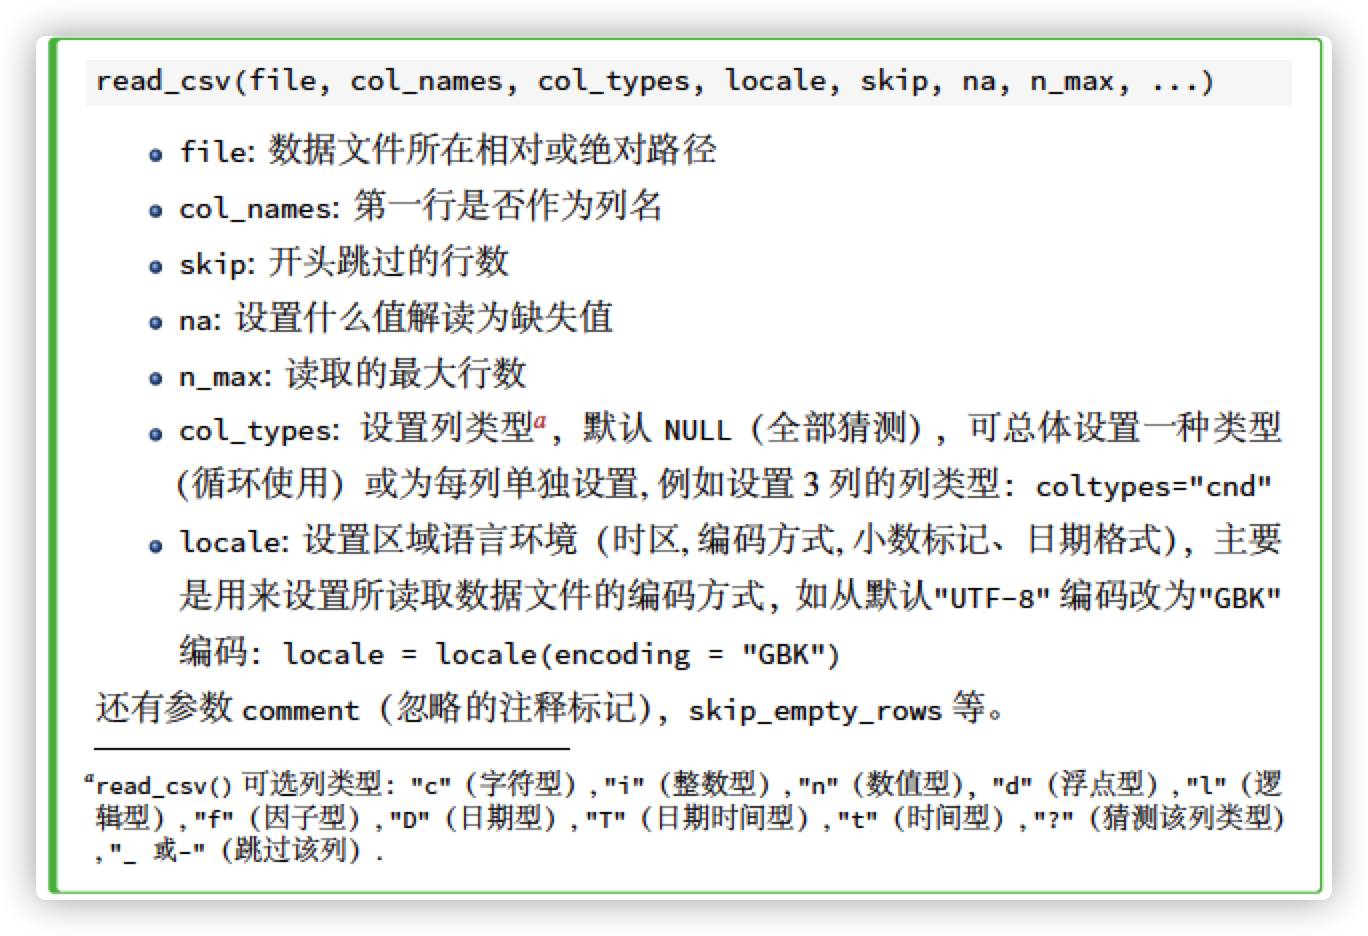 read_csv(file, col_names, col_types, locale, skip, na, n_max, ...)
file: 数据文件所在相对或绝对路径
col_names: 第一行是否作为列名
skip: 开头跳过的行数
na: 设置什么值解读为缺失值
n_max: 读取的最大行数
col_types: 设置列类型a，默认 NULL（全部猜测），可总体设置一种类型
（循环使用）或为每列单独设置, 例如设置 3 列的列类型：coltypes="cnd"
locale: 设置区域语言环境（时区, 编码方式, 小数标记、日期格式），主要
是用来设置所读取数据文件的编码方式，如从默认"UTF-8" 编码改为"GBK"
编码：locale = locale(encoding = "GBK")
还有参数 comment（忽略的注释标记），skip_empty_rows 等。
aread_csv() 可选列类型："c"（字符型）,"i"（整数型）,"n"（数值型）, "d"（浮点型）,"l"（逻
辑型）,"f"（因子型）,"D"（日期型）,"T"（日期时间型）,"t"（时间型）,"?"（猜测该列类型）
,"_ 或-"（跳过该列）.